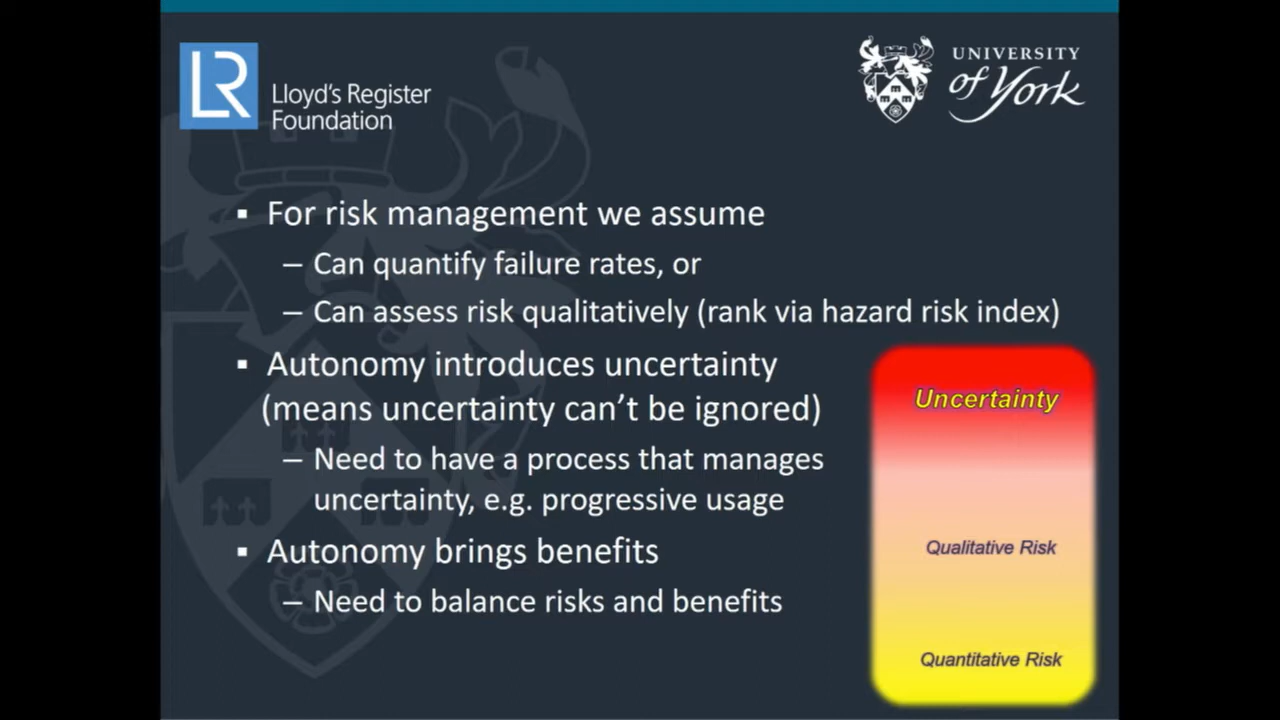 Lloyd's Register
Foundation
UNIVERSITY
of York
▪ For risk management we assume
– Can quantify failure rates, or
– Can assess risk qualitatively (rank via hazard risk index)
▪ Autonomy introduces uncertainty
(means uncertainty can't be ignored)
– Need to have a process that manages
uncertainty, e.g. progressive usage
▪ Autonomy brings benefits
– Need to balance risks and benefits
Uncertainty
Qualitative Risk
Quantitative Risk